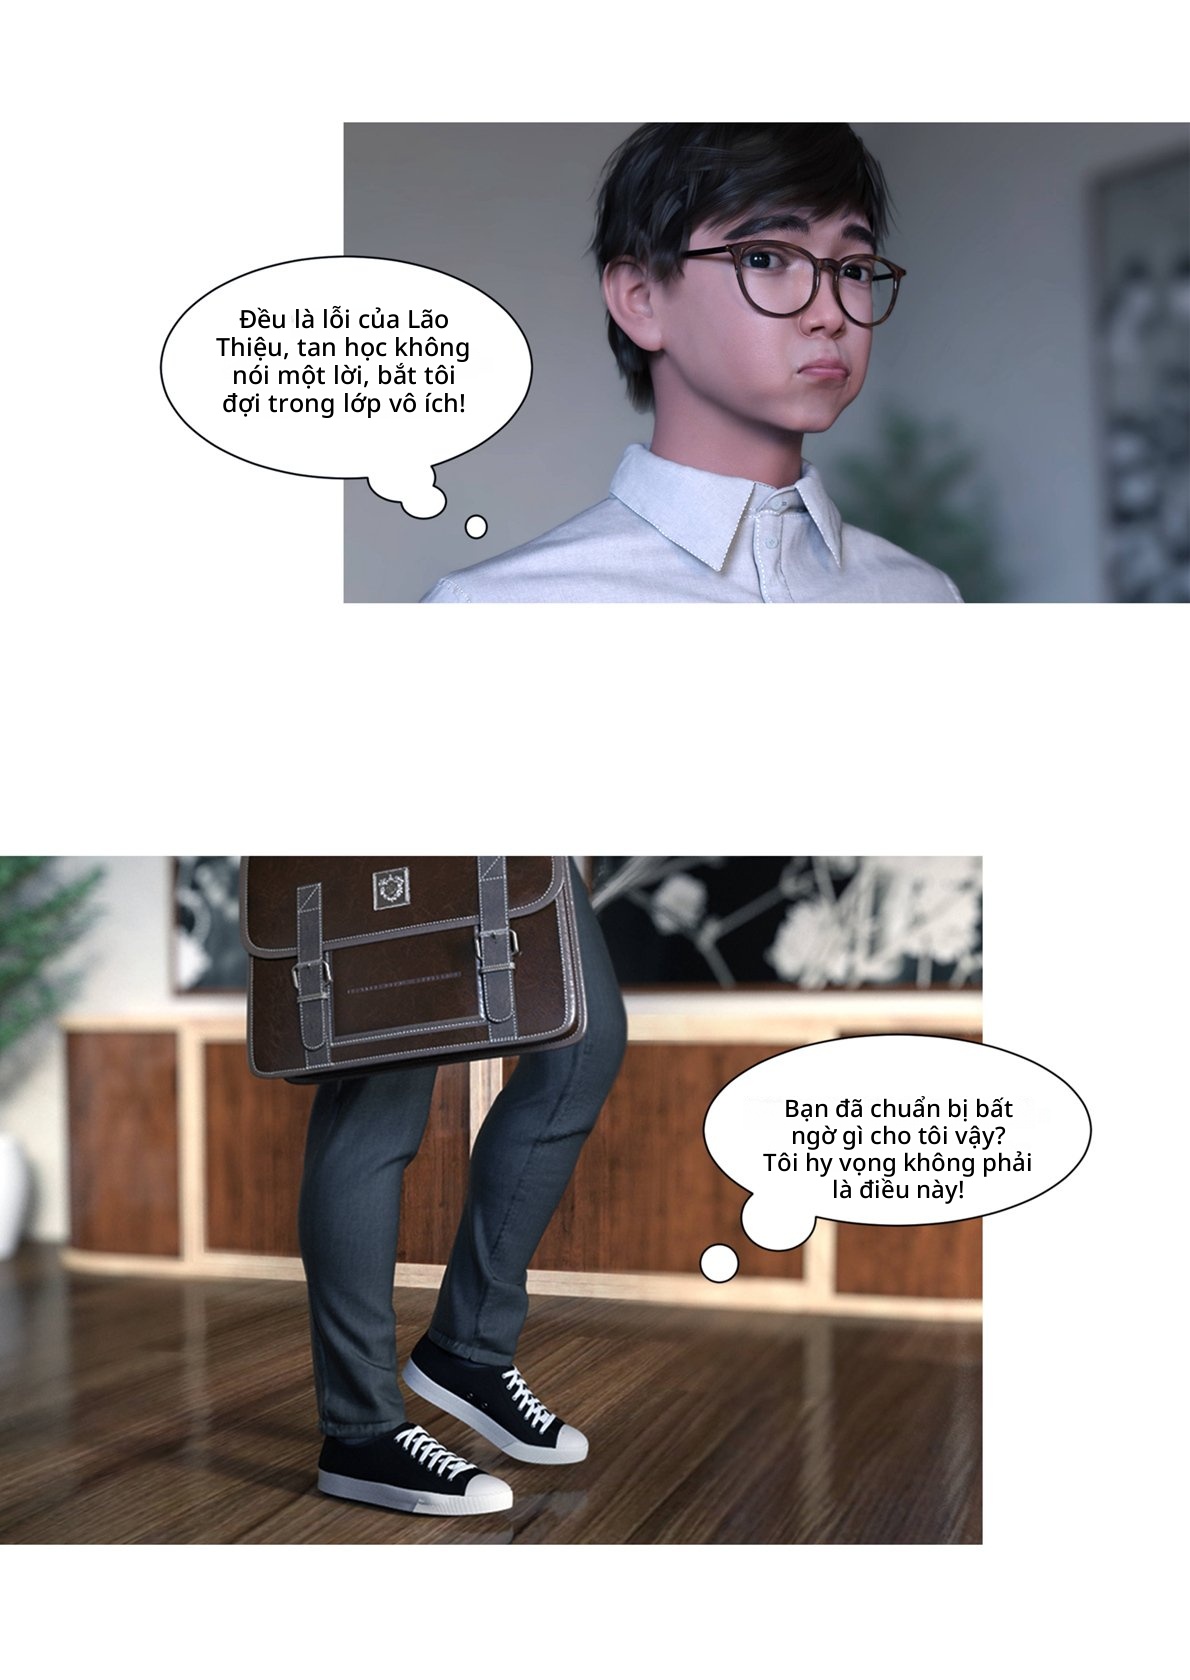 Đều là lỗi của Lão
Thiệu, tan học không
nói một lời, bắt tôi
đợi trong lớp vô ích!
Bạn đã chuẩn bị bất
ngờ gì cho tôi vậy?
Tôi hy vọng không phải
là điều này!